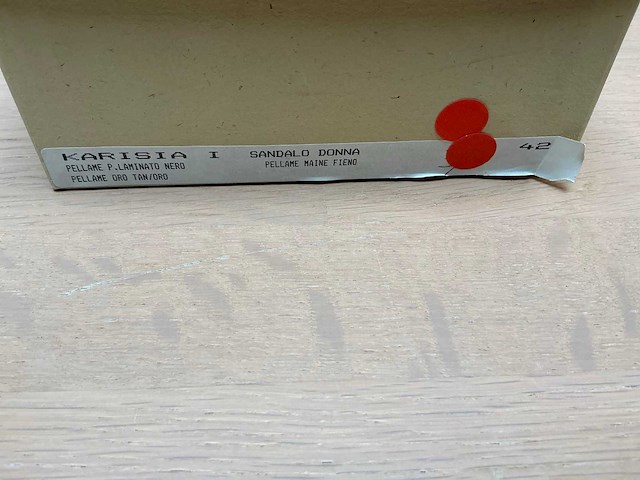 KARISIA I SANDALO DONNA 42
PELLAME P.LAMINATO NERO PELLAME MAINE FIENO
PELLAME ORO TAN/ORO